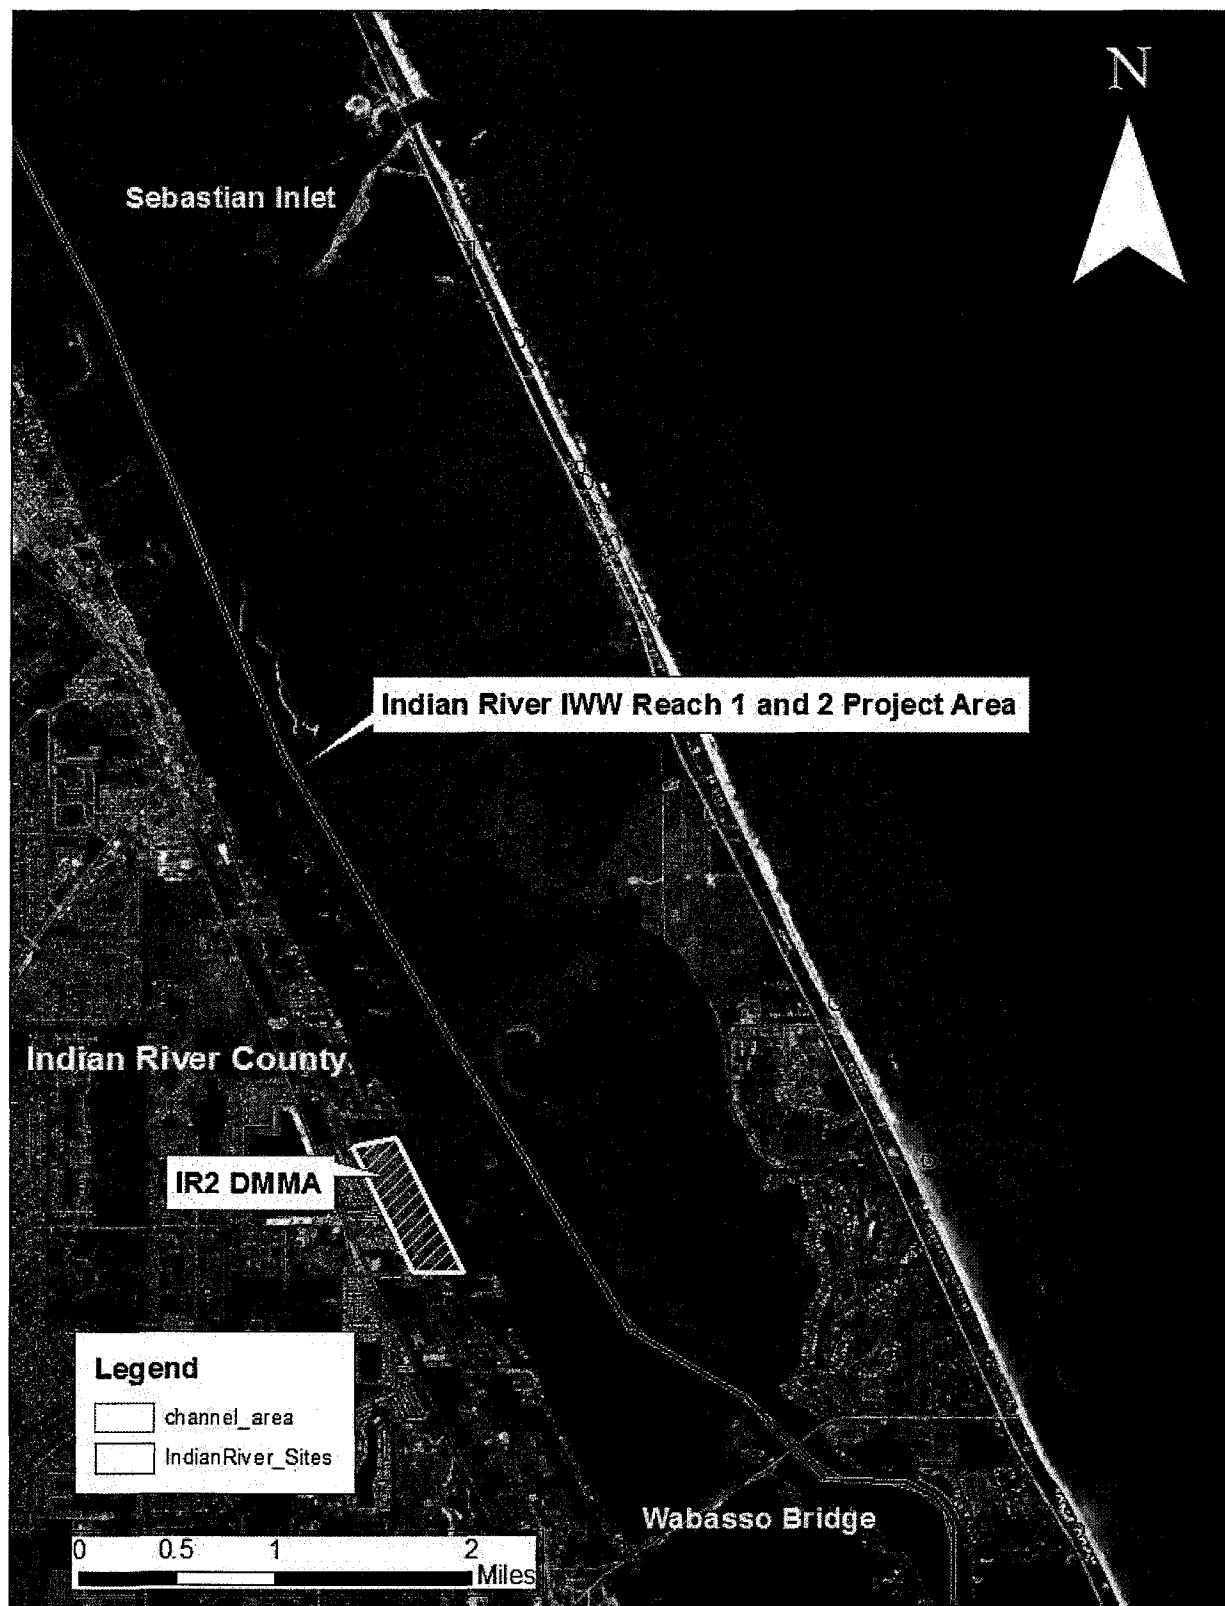 N
Sebastian Inlet
Indian River IWW Reach 1 and 2 Project Area
Indian River County
IR2 DMMA
Legend
channel_area
IndianRiver_Sites
Wabasso Bridge
0 0.5 1 2
Miles